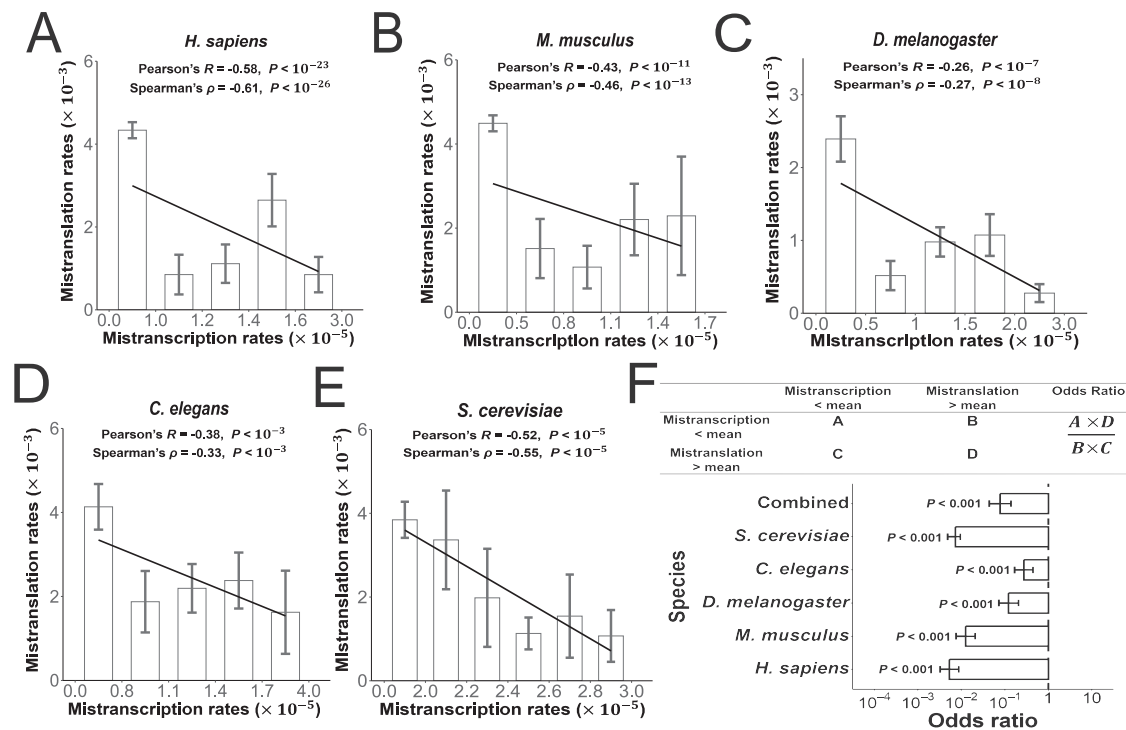 A
H. sapiens
Pearson's R = -0.58, P < 10⁻²³
Spearman's ρ = -0.61, P < 10⁻²⁶
Mistranslation rates (× 10⁻³)
6
4
2
0
0.0 1.0 1.2 1.3 1.4 1.6 3.0
Mistranscription rates (× 10⁻⁵)
B
M. musculus
Pearson's R = -0.43, P < 10⁻¹¹
Spearman's ρ = -0.46, P < 10⁻¹³
Mistranslation rates (× 10⁻³)
6
4
2
0
0.0 0.5 0.6 1.1 1.4 1.7
MIstranscrIptIon rates (× 10⁻⁵)
C
D. melanogaster
Pearson's R = -0.26, P < 10⁻⁷
Spearman's ρ = -0.27, P < 10⁻⁸
Mistranslation rates (× 10⁻³)
3
2
1
0
0.0 0.5 1 1.5 2.0 3.0
MIstranscrIptIon rates (× 10⁻⁵)
D
C. elegans
Pearson's R = -0.38, P < 10⁻³
Spearman's ρ = -0.33, P < 10⁻³
Mistranslation rates (× 10⁻³)
6
4
2
0
0.0 0.8 1.1 1.4 1.7 4.0
Mistranscription rates (× 10⁻⁵)
E
S. cerevisiae
Pearson's R = -0.52, P < 10⁻⁵
Spearman's ρ = -0.55, P < 10⁻⁵
Mistranslation rates (× 10⁻³)
6
4
2
0
2.0 2.2 2.4 2.6 2.8 3.0
Mistranscription rates (× 10⁻⁵)
F
Mistranscription < mean
Mistranslation > mean
Odds Ratio
Mistranscription < mean
A B
A × D
B × C
Mistranslation > mean
C D
Species
Combined P < 0.001
S. cerevisiae P < 0.001
C. elegans P < 0.001
D. melanogaster P < 0.001
M. musculus P < 0.001
H. sapiens P < 0.001
10⁻⁴ 10⁻³ 10⁻² 10⁻¹ 1 10
Odds ratio